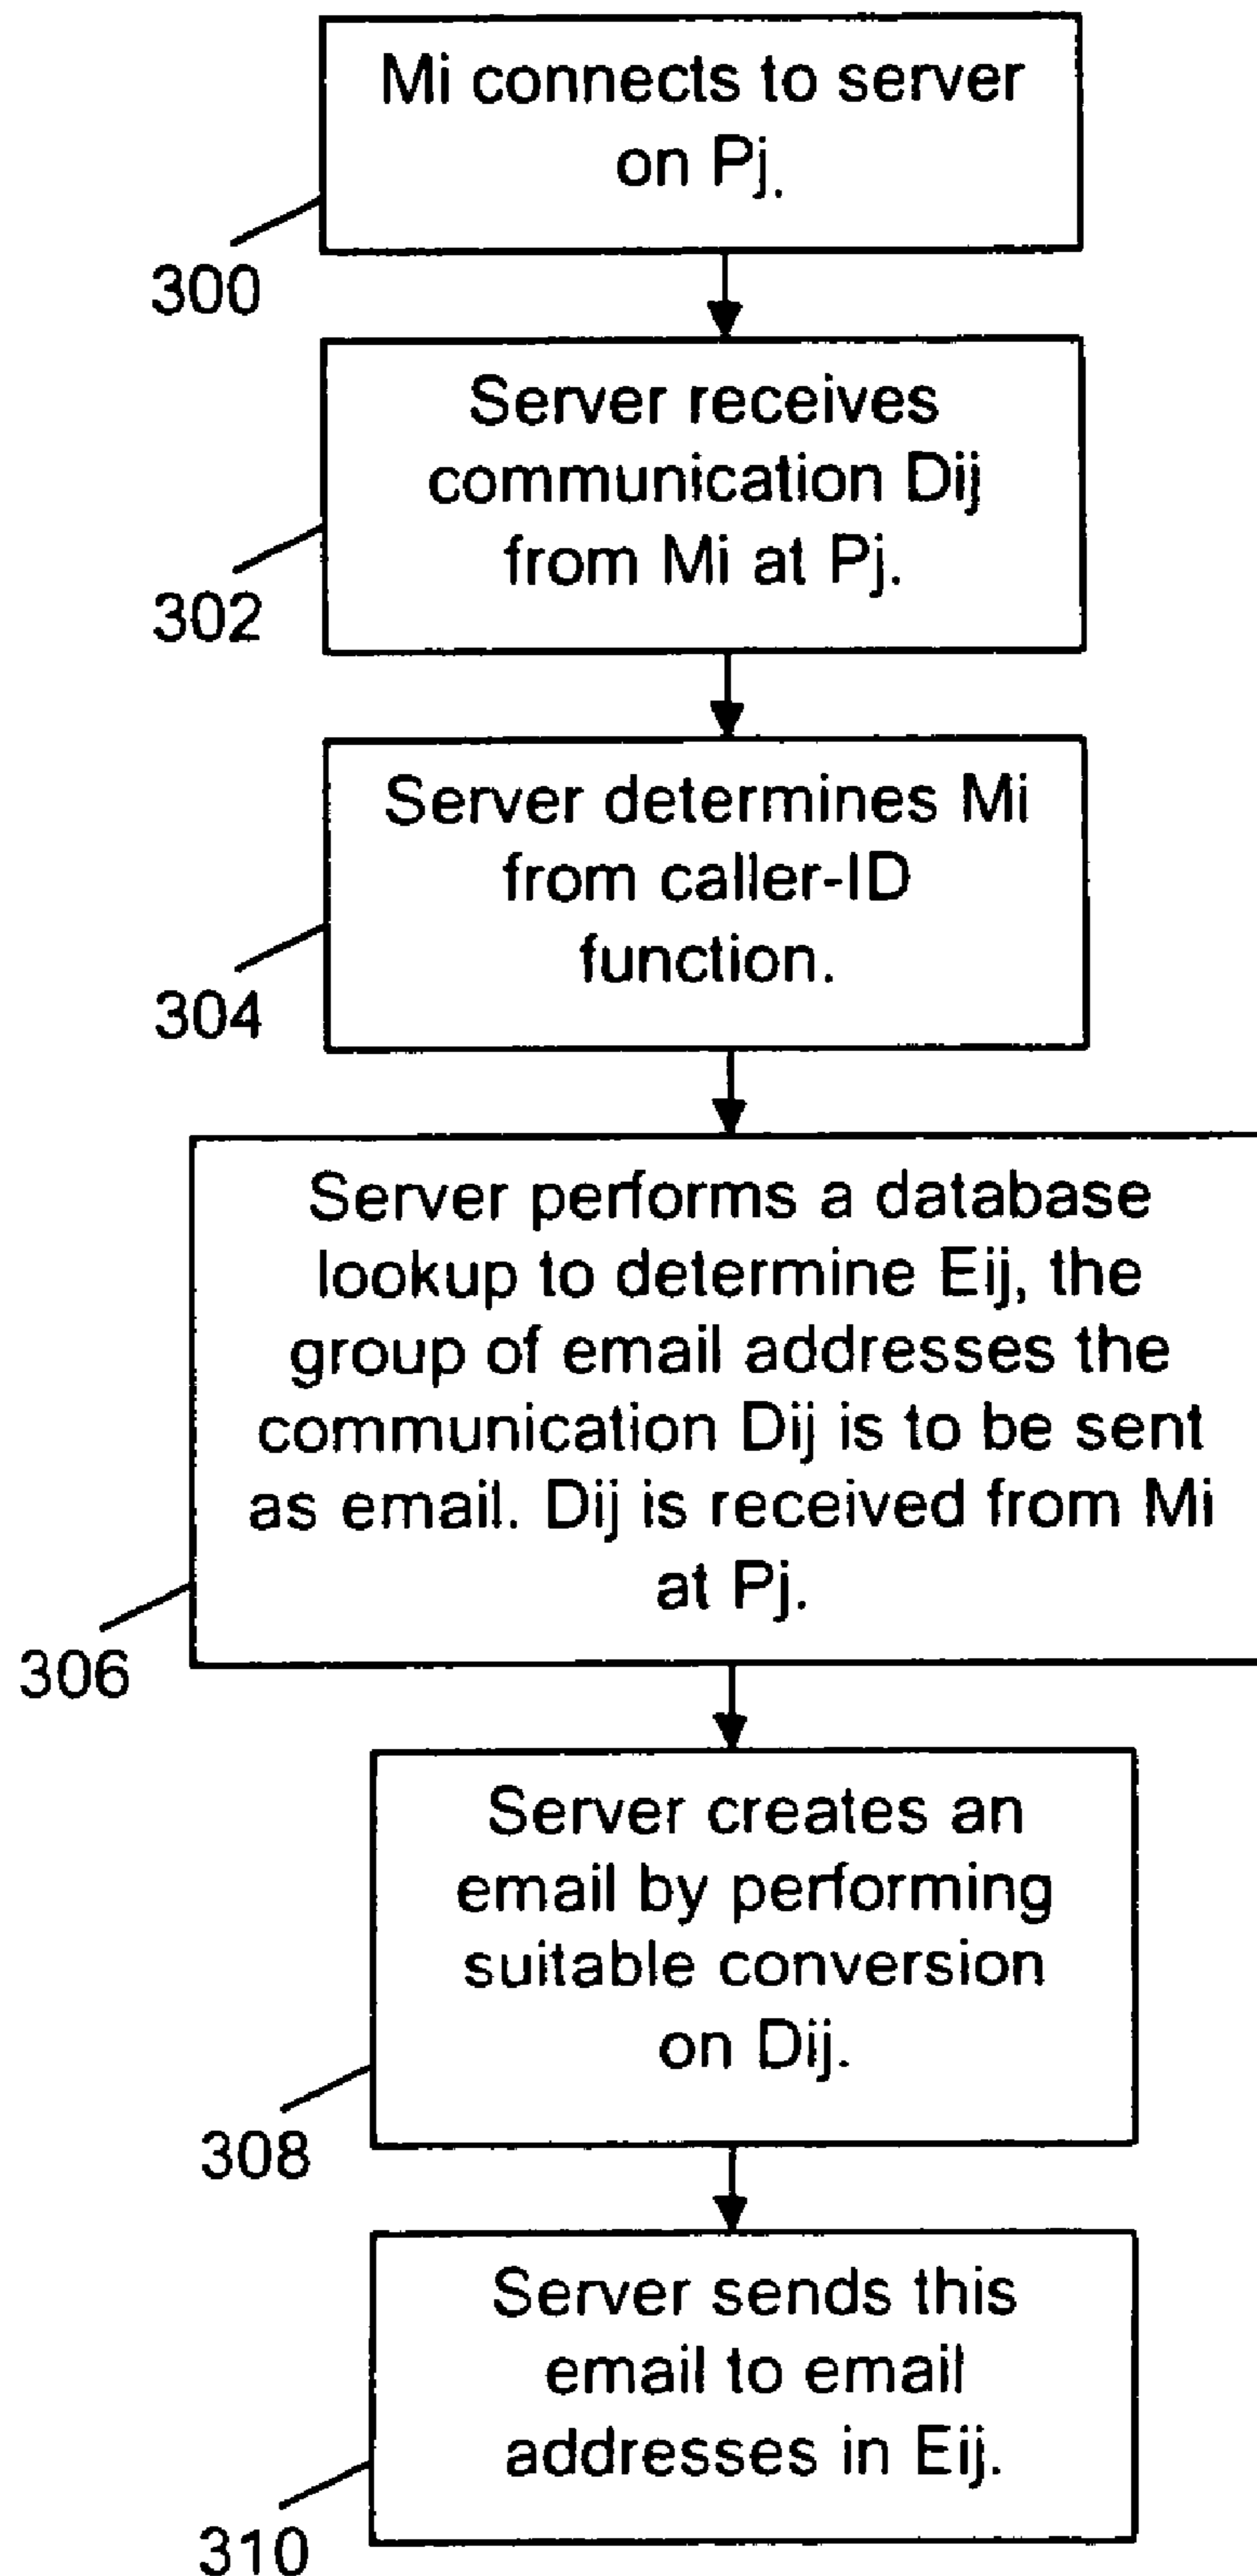 Mi connects to server
on Pj.
300
Server receives
communication Dij
from Mi at Pj.
302
Server determines Mi
from caller-ID
function.
304
Server performs a database
lookup to determine Eij, the
group of email addresses the
communication Dij is to be sent
as email. Dij is received from Mi
at Pj.
306
Server creates an
email by performing
suitable conversion
on Dij.
308
Server sends this
email to email
addresses in Eij.
310